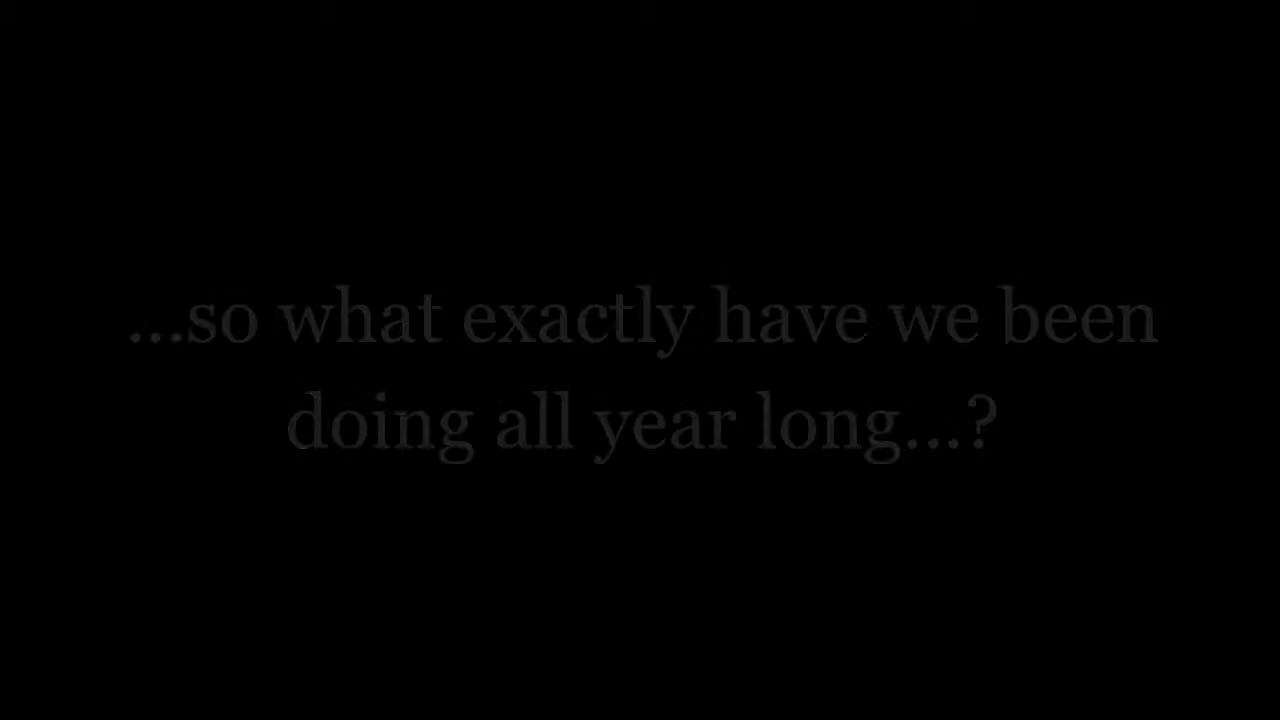 ...so what exactly have we been
doing all year long...?